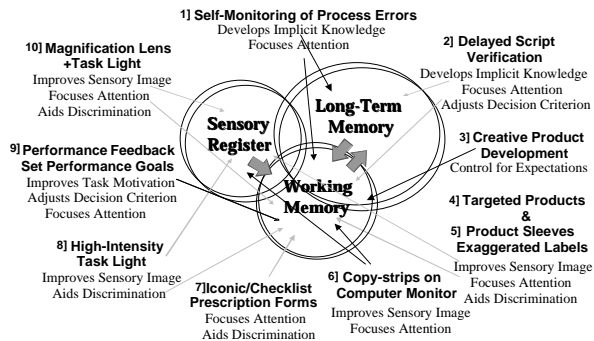 1] Self-Monitoring of Process Errors
Develops Implicit Knowledge
Focuses Attention
10] Magnification Lens
+Task Light
Improves Sensory Image
Focuses Attention
Aids Discrimination
2] Delayed Script
Verification
Develops Implicit Knowledge
Focuses Attention
Adjusts Decision Criterion
Long-Term
Memory
Sensory
Register
Working
Memory
3] Creative Product
Development
Control for Expectations
9] Performance Feedback
Set Performance Goals
Improves Task Motivation
Adjusts Decision Criterion
Focuses Attention
4] Targeted Products
&
5] Product Sleeves
Exaggerated Labels
Improves Sensory Image
Focuses Attention
Aids Discrimination
8] High-Intensity
Task Light
Improves Sensory Image
Aids Discrimination
7]Iconic/Checklist
Prescription Forms
Focuses Attention
Aids Discrimination
6] Copy-strips on
Computer Monitor
Improves Sensory Image
Focuses Attention